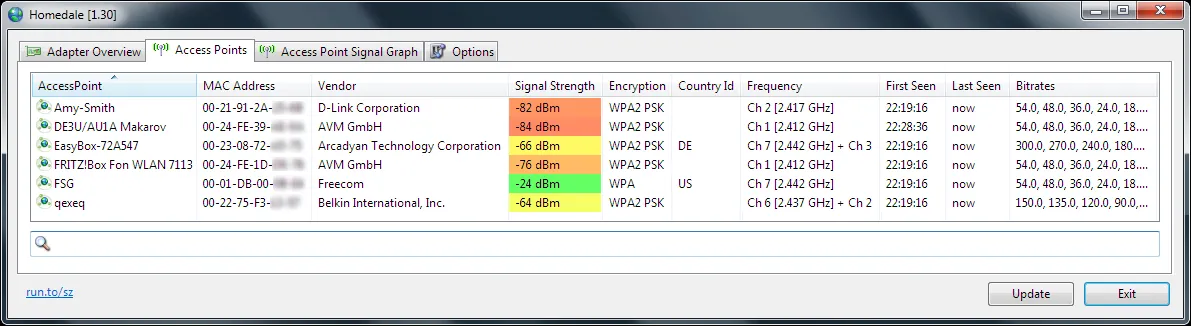 Homedale [1.30]
Adapter Overview Access Points Access Point Signal Graph Options
AccessPoint MAC Address Vendor Signal Strength Encryption Country Id Frequency First Seen Last Seen Bitrates
Amy-Smith 00-21-91-2A- D-Link Corporation -82 dBm WPA2 PSK Ch 2 [2.417 GHz] 22:19:16 now 54.0, 48.0, 36.0, 24.0, 18....
DE3U/AU1A Makarov 00-24-FE-39- AVM GmbH -84 dBm WPA2 PSK Ch 1 [2.412 GHz] 22:28:36 now 54.0, 48.0, 36.0, 24.0, 18....
EasyBox-72A547 00-23-08-72- Arcadyan Technology Corporation -66 dBm WPA2 PSK DE Ch 7 [2.442 GHz] + Ch 3 22:19:16 now 300.0, 270.0, 240.0, 180....
FRITZ!Box Fon WLAN 7113 00-24-FE-1D- AVM GmbH -76 dBm WPA2 PSK Ch 1 [2.412 GHz] 22:19:16 now 54.0, 48.0, 36.0, 24.0, 18....
FSG 00-01-DB-00- Freecom -24 dBm WPA US Ch 7 [2.442 GHz] 22:19:16 now 54.0, 48.0, 36.0, 24.0, 18....
qexeq 00-22-75-F3- Belkin International, Inc. -64 dBm WPA2 PSK Ch 6 [2.437 GHz] + Ch 2 22:19:16 now 150.0, 135.0, 120.0, 90.0,...
run.to/sz Update Exit